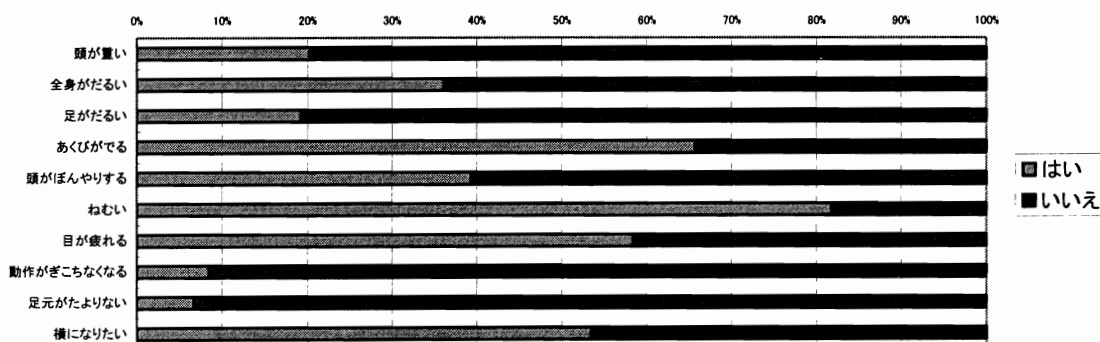 0% 10% 20% 30% 40% 50% 60% 70% 80% 90% 100%
頭が重い
全身がだるい
足がだるい
あくびがでる
頭がぼんやりする
ねむい
目が疲れる
動作がぎこちなくなる
足元がたよりない
横になりたい
はい
いいえ